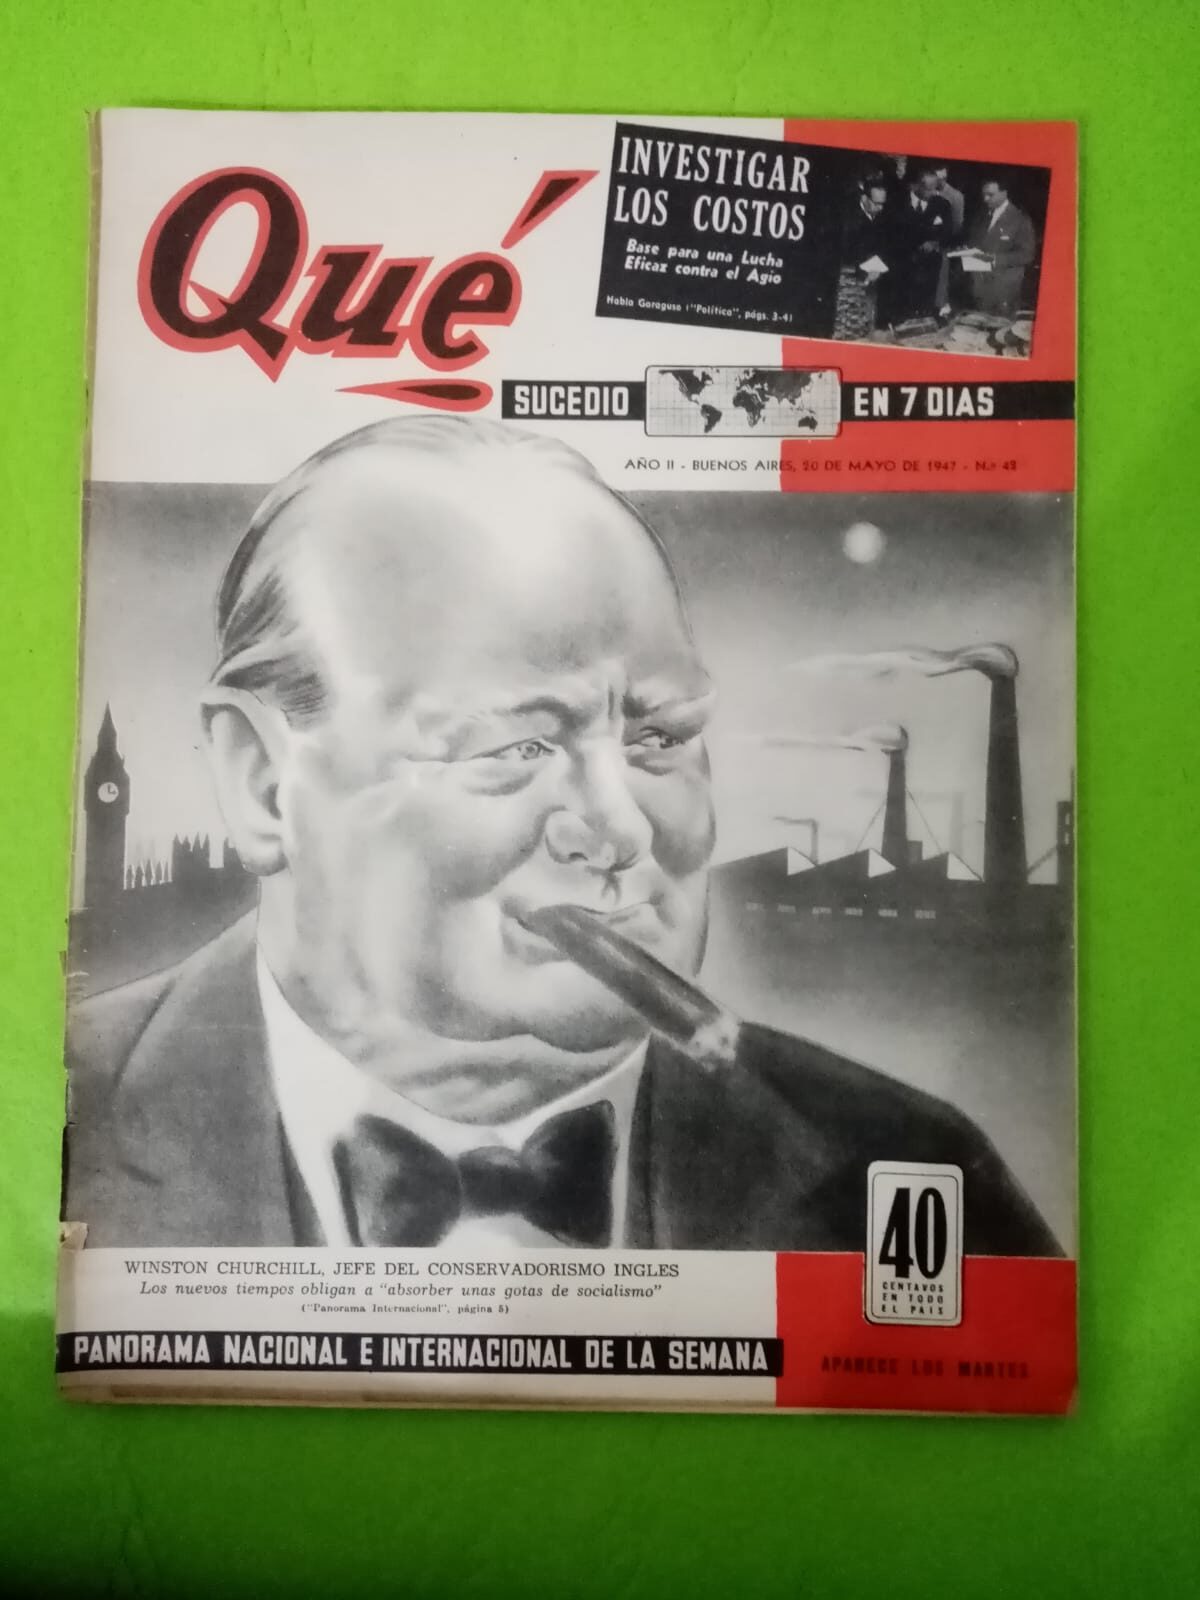 Qué
INVESTIGAR
LOS COSTOS
Base para una Lucha
Eficaz contra el Agio
Habla Garaguso ("Política", págs. 3-4)
SUCEDIO EN 7 DIAS
AÑO II - BUENOS AIRES, 20 DE MAYO DE 1947 - N.º 42
40
CENTAVOS
EN TODO
EL PAIS
WINSTON CHURCHILL, JEFE DEL CONSERVADORISMO INGLES
Los nuevos tiempos obligan a "absorber unas gotas de socialismo"
("Panorama Internacional", página 5)
PANORAMA NACIONAL E INTERNACIONAL DE LA SEMANA
APARECE LOS MARTES